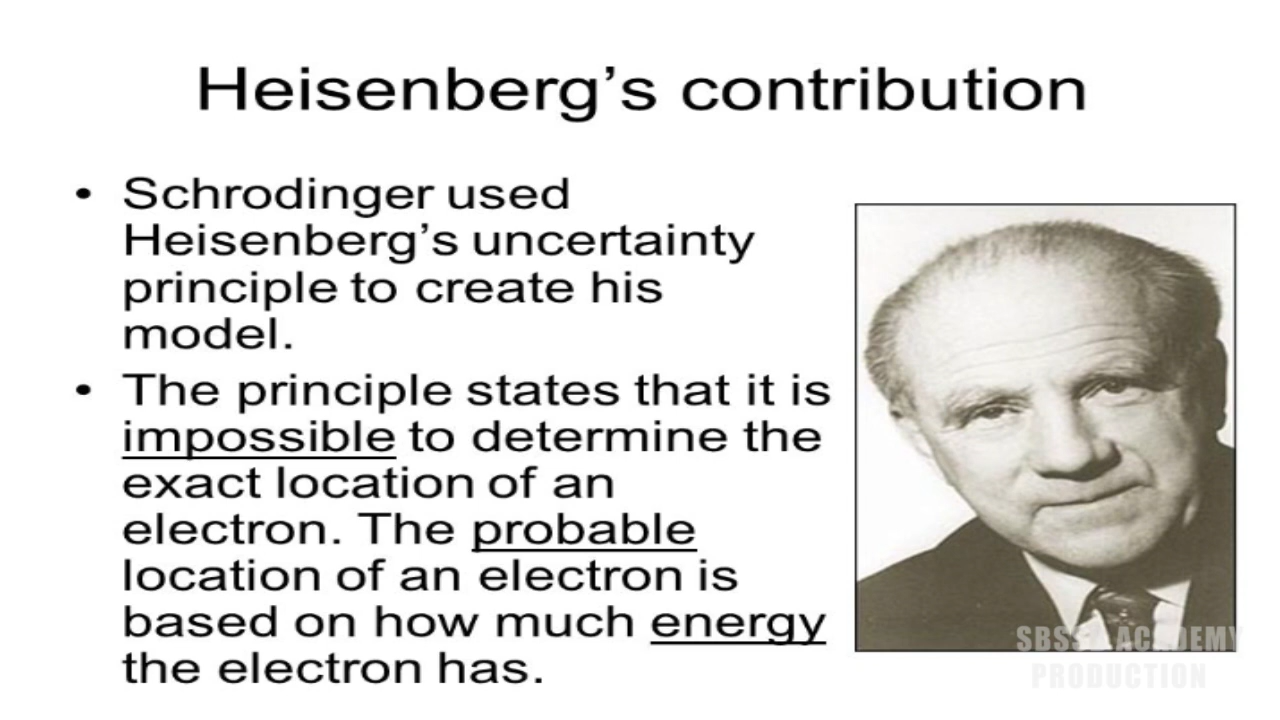 Heisenberg’s contribution
• Schrodinger used
Heisenberg’s uncertainty
principle to create his
model.
• The principle states that it is
impossible to determine the
exact location of an
electron. The probable
location of an electron is
based on how much energy
the electron has.
ACADEMY
PRODUCTION